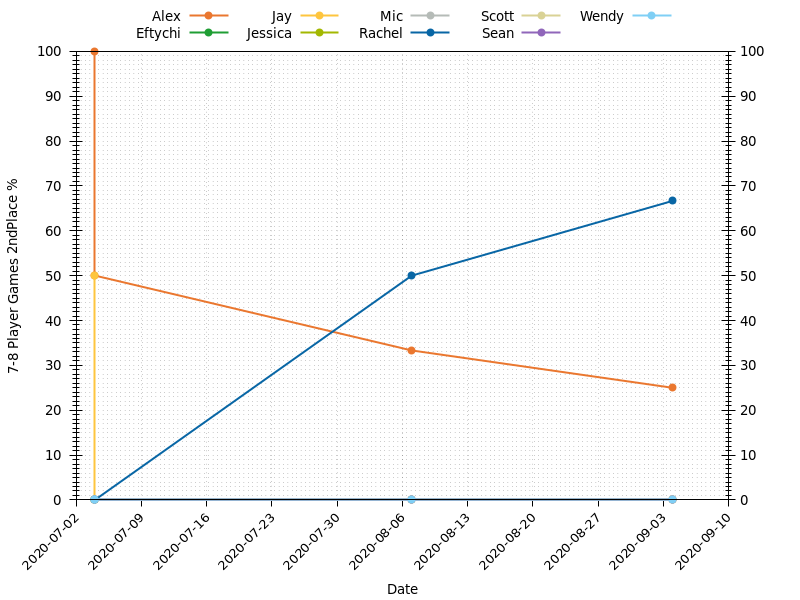 Alex Jay Mic Scott Wendy
Eftychi Jessica Rachel Sean
100 100
90 90
80 80
70 70
60 60
50 50
40 40
30 30
20 20
10 10
0 0
7-8 Player Games 2ndPlace %
2020-07-02 2020-07-09 2020-07-16 2020-07-23 2020-07-30 2020-08-06 2020-08-13 2020-08-20 2020-08-27 2020-09-03 2020-09-10
Date